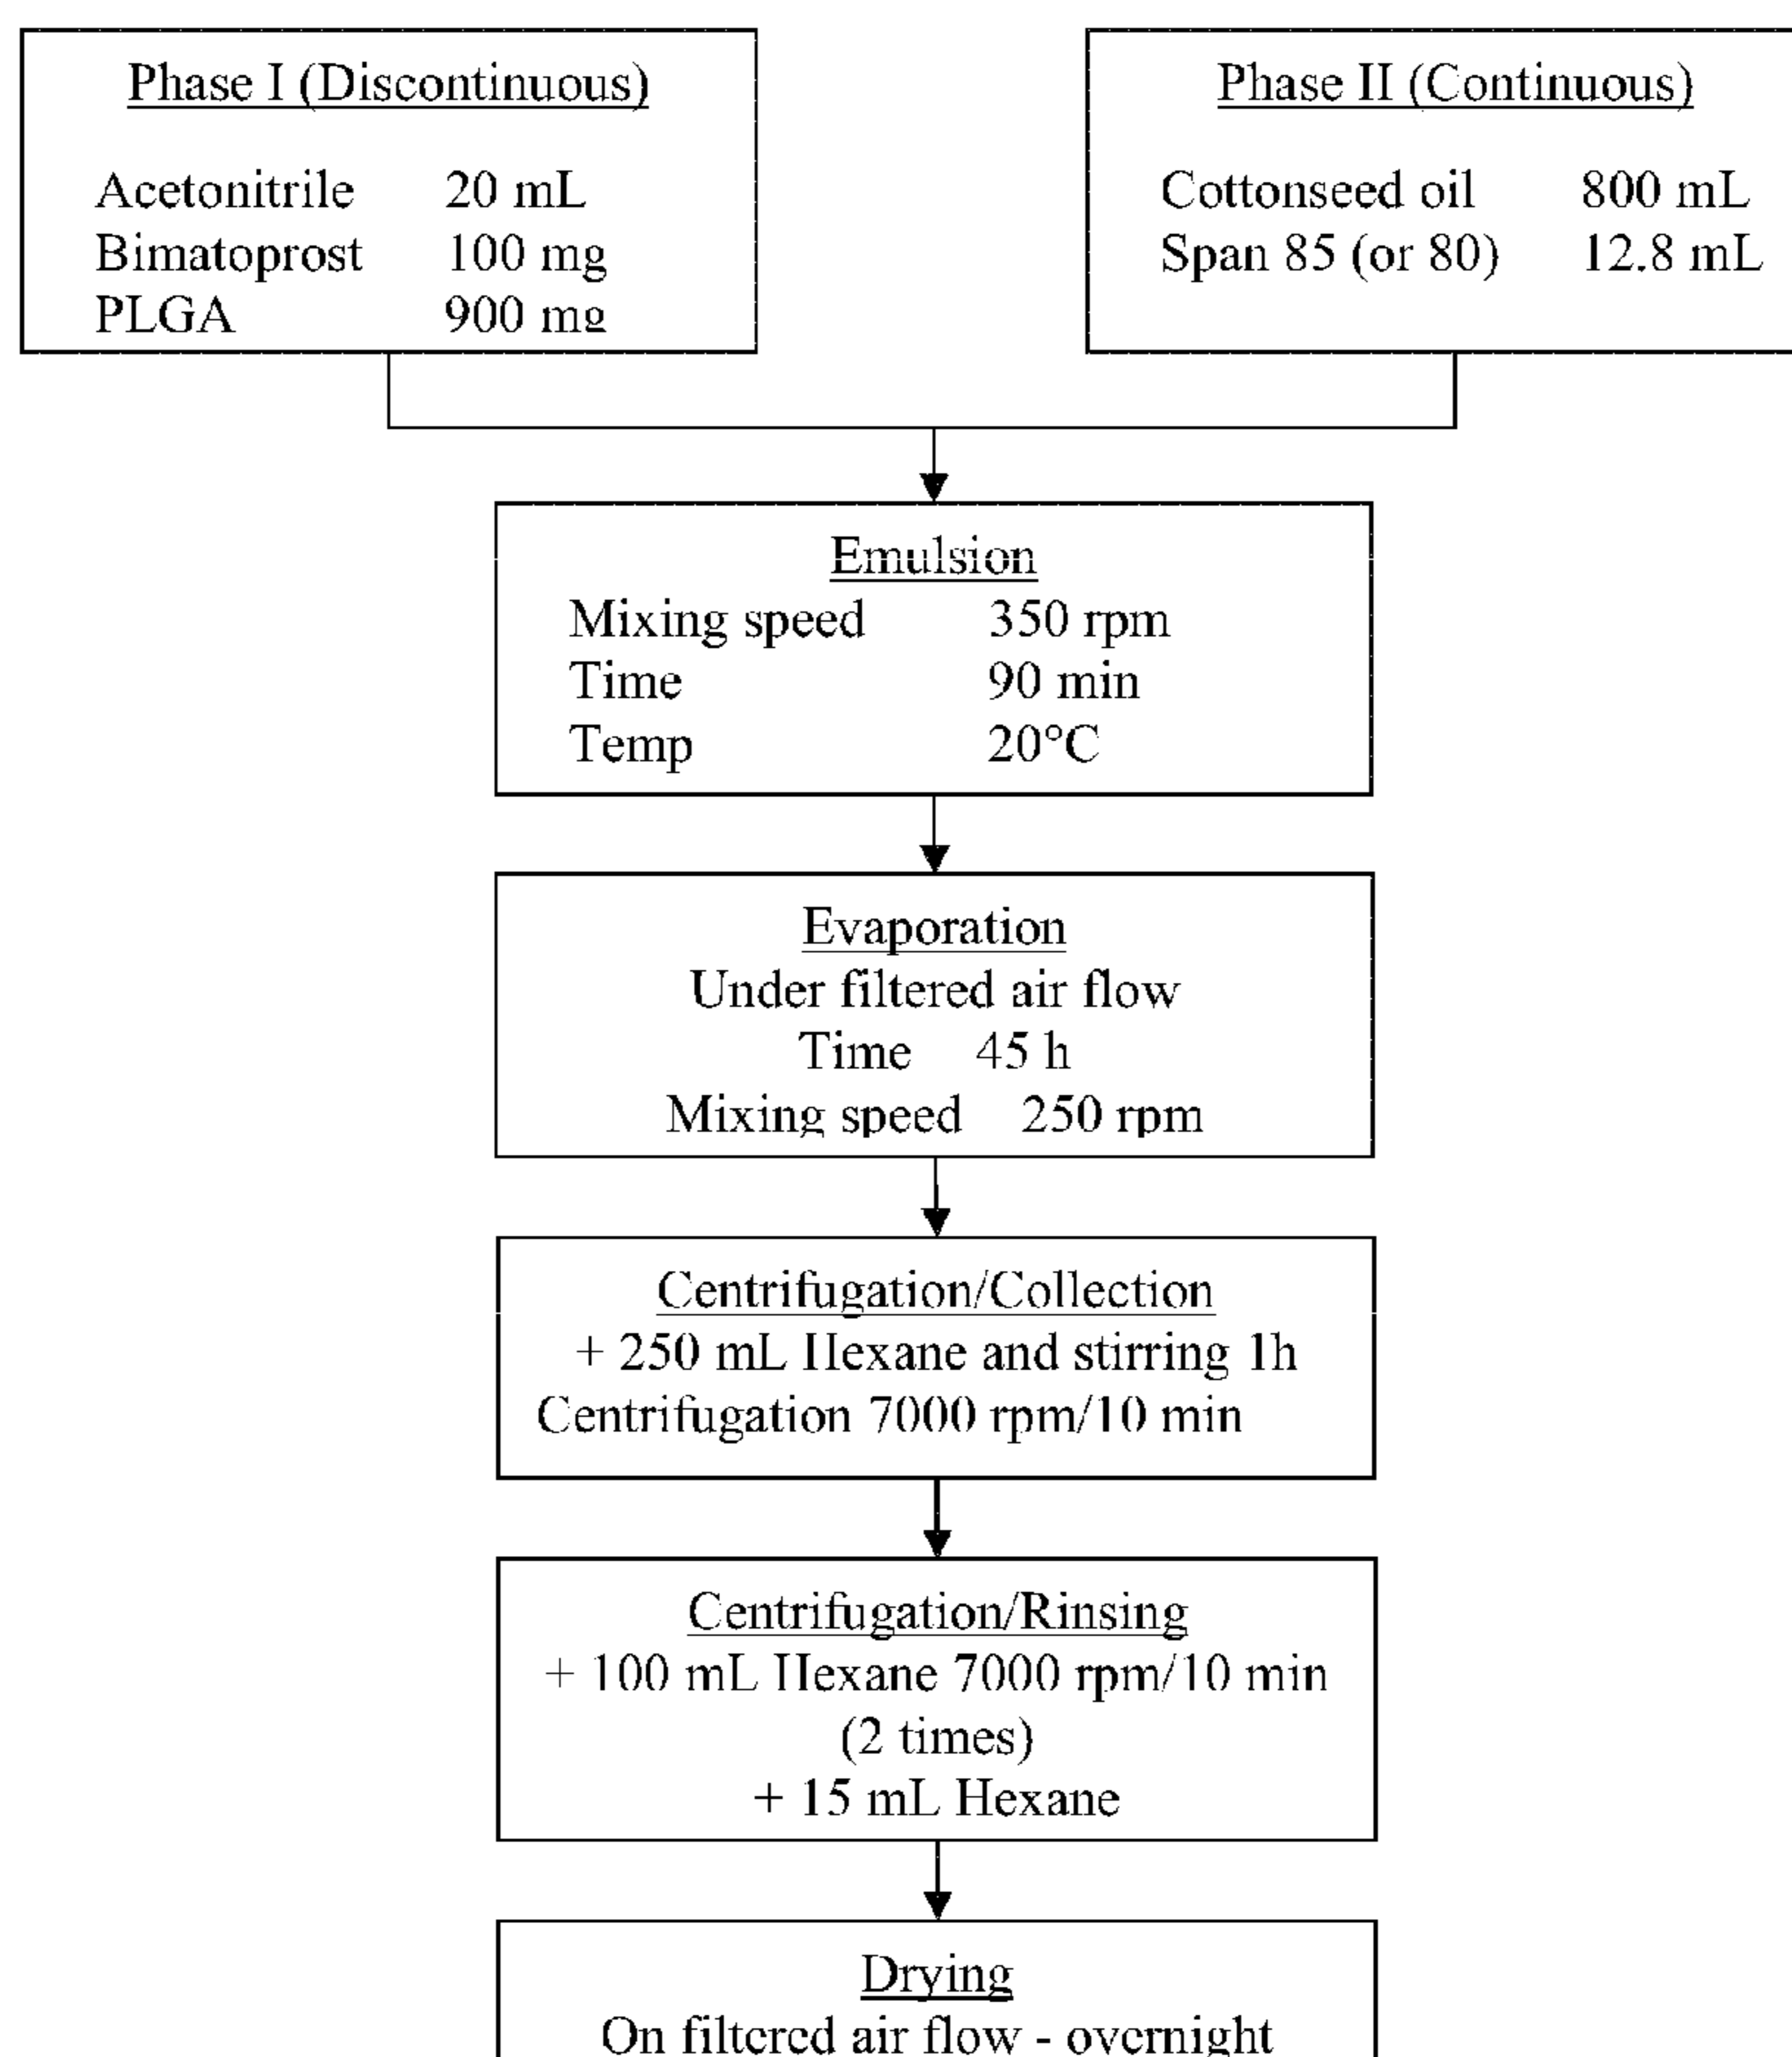 Phase I (Discontinuous)
Acetonitrile 20 mL
Bimatoprost 100 mg
PLGA 900 mg
Phase II (Continuous)
Cottonseed oil 800 mL
Span 85 (or 80) 12.8 mL
Emulsion
Mixing speed 350 rpm
Time 90 min
Temp 20°C
Evaporation
Under filtered air flow
Time 45 h
Mixing speed 250 rpm
Centrifugation/Collection
+ 250 mL Hexane and stirring 1h
Centrifugation 7000 rpm/10 min
Centrifugation/Rinsing
+ 100 mL Hexane 7000 rpm/10 min
(2 times)
+ 15 mL Hexane
Drying
On filtered air flow - overnight